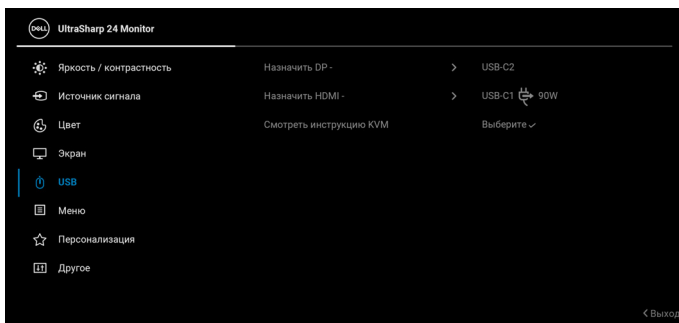 DELL UltraSharp 24 Monitor
Яркость / контрастность Назначить DP - > USB-C2
Источник сигнала Назначить HDMI - > USB-C1 90W
Цвет Смотреть инструкцию KVM Выберите ✓
Экран
USB
Меню
Персонализация
Другое
< Выход